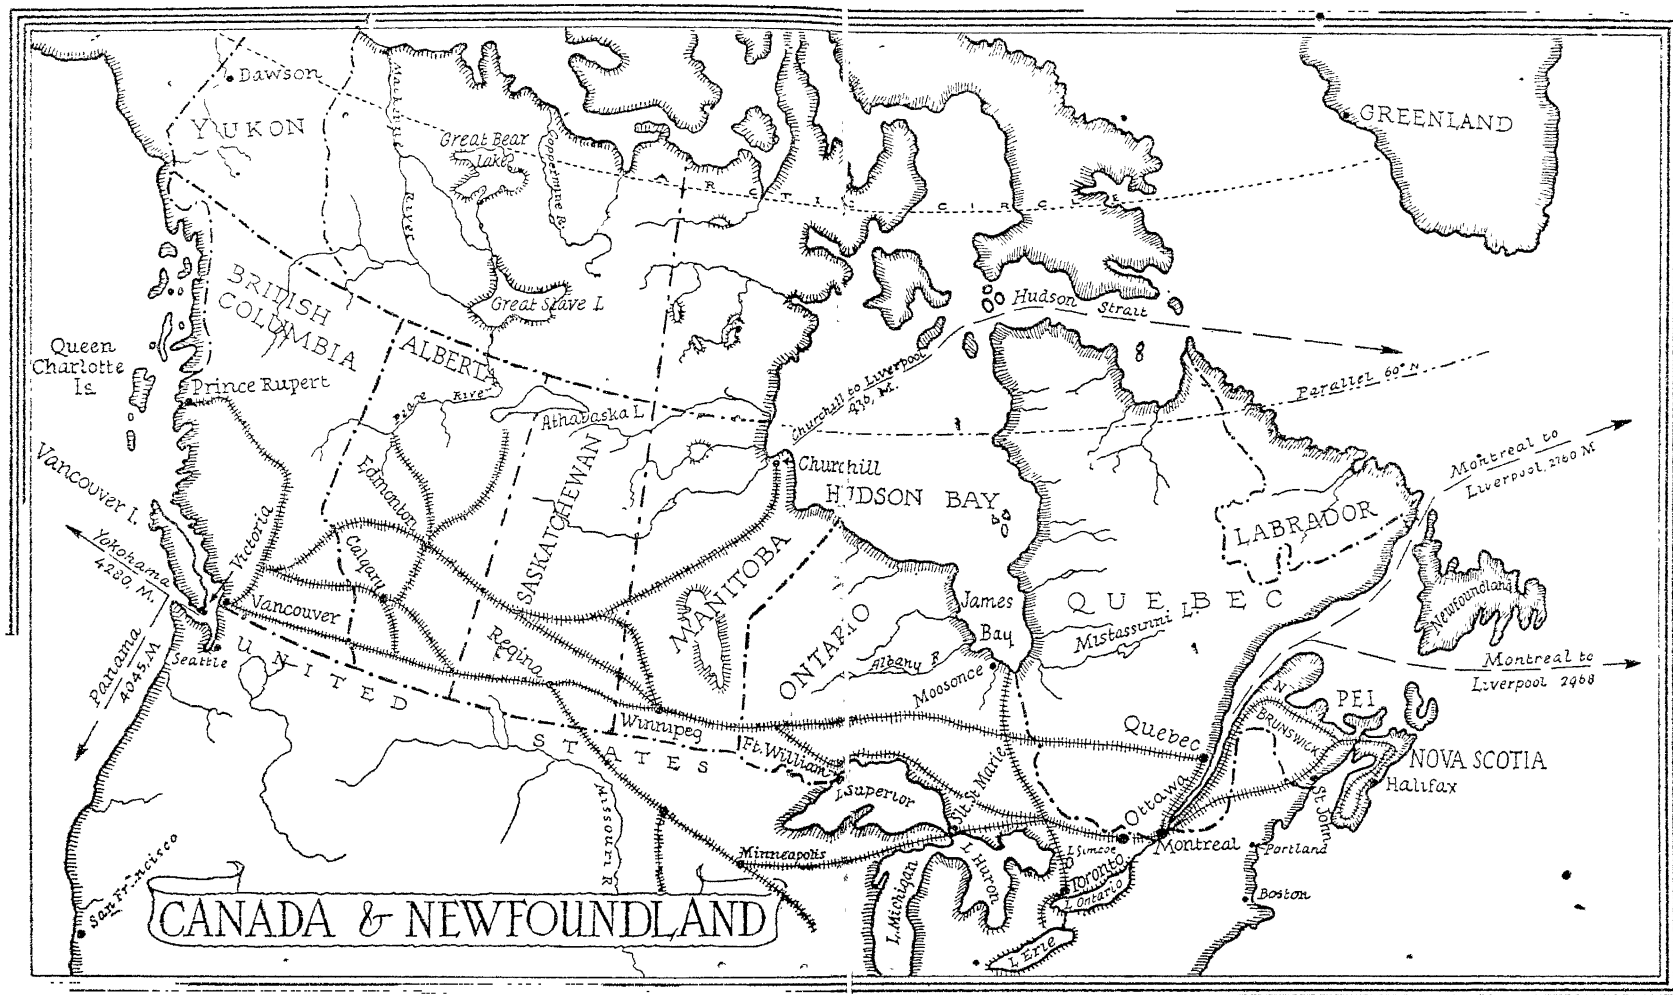 Dawson
YUKON
Mackenzie
River
Great Bear
Lake
Coppermine R.
ARCTIC CIRCLE
GREENLAND
BRITISH
COLUMBIA
Great Slave L
Hudson Strait
Queen
Charlotte
Is.
Prince Rupert
ALBERTA
Peace River
Athabaska L
Churchill to Liverpool
Parallel 60° N
Vancouver I.
Edmonton
SASKATCHEWAN
Churchill
HUDSON BAY
Montreal to
Liverpool, 2760 M
Yokohama
4280, M.
Victoria
Calgary
LABRADOR
MANITOBA
Vancouver
James
Bay
QUEBEC
Mistassini L.
Newfoundland
Panama
4045, M
Seattle
Regina
ONTARIO
Albany R
Moosonee
Montreal to
Liverpool 2968
UNITED
STATES
Winnipeg
Ft. William
Quebec
N
BRUNSWICK
PEI
NOVA SCOTIA
Halifax
L Superior
Slt. St. Marie
Ottawa
St John
Missouri R
Minneapolis
L Simcoe
Montreal
Portland
San Francisco
L. Michigan
L Huron
Toronto
L Ontario
Boston
L Erie
CANADA & NEWFOUNDLAND